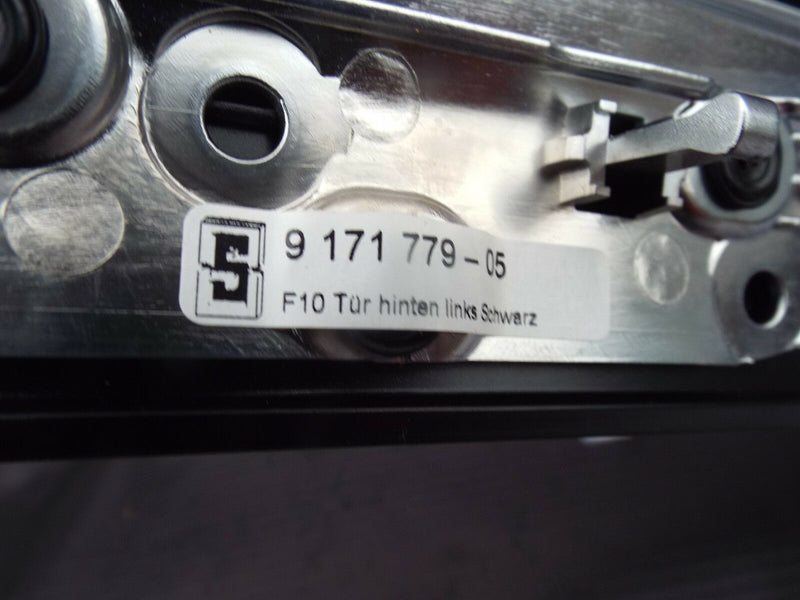 S
9 171 779-05
F10 Tür hinten links Schwarz